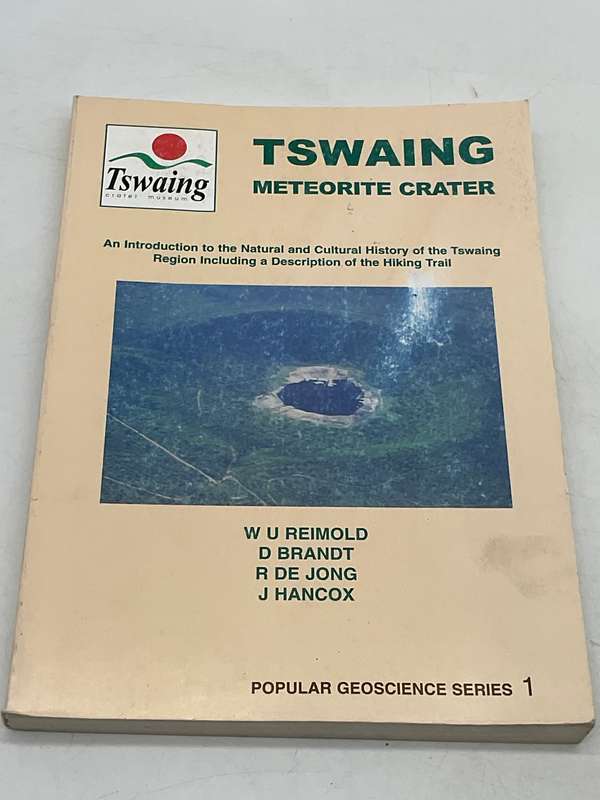 Tswaing
crater museum
TSWAING
METEORITE CRATER
An Introduction to the Natural and Cultural History of the Tswaing
Region Including a Description of the Hiking Trail
W U REIMOLD
D BRANDT
R DE JONG
J HANCOX
POPULAR GEOSCIENCE SERIES 1